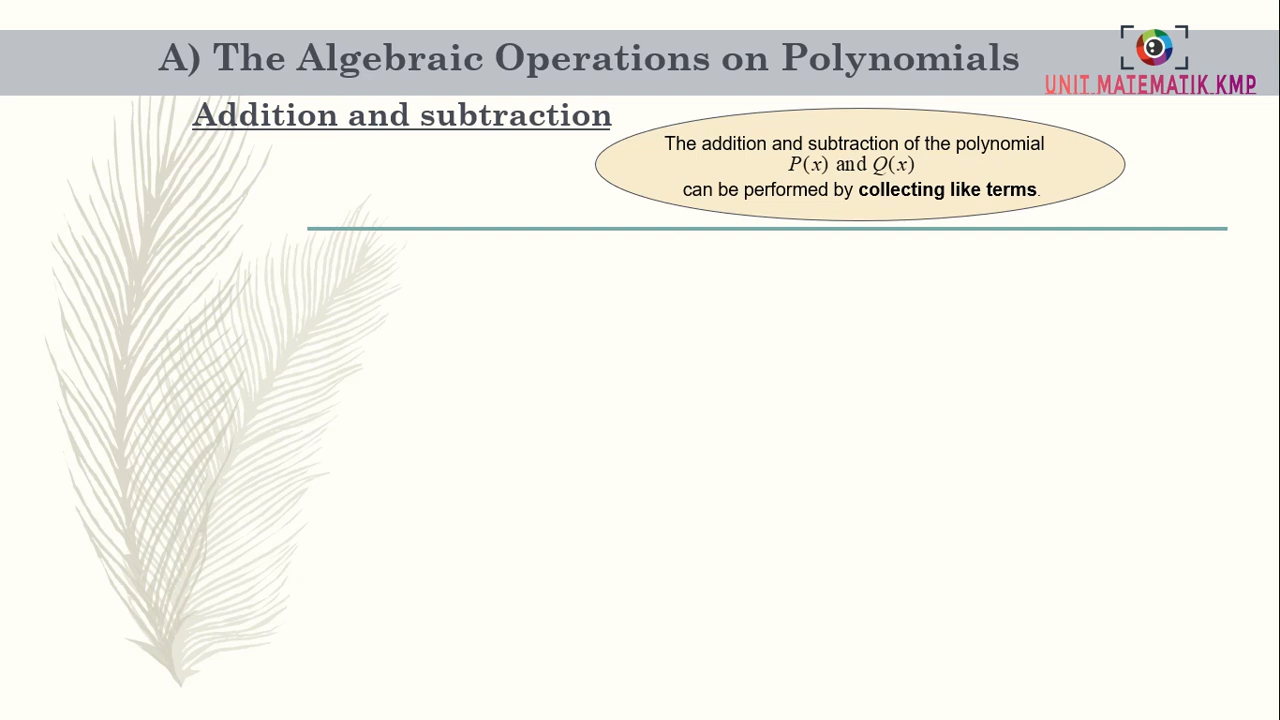 A) The Algebraic Operations on Polynomials
UNIT MATEMATIK KMP
Addition and subtraction
The addition and subtraction of the polynomial
P(x) and Q(x)
can be performed by collecting like terms.